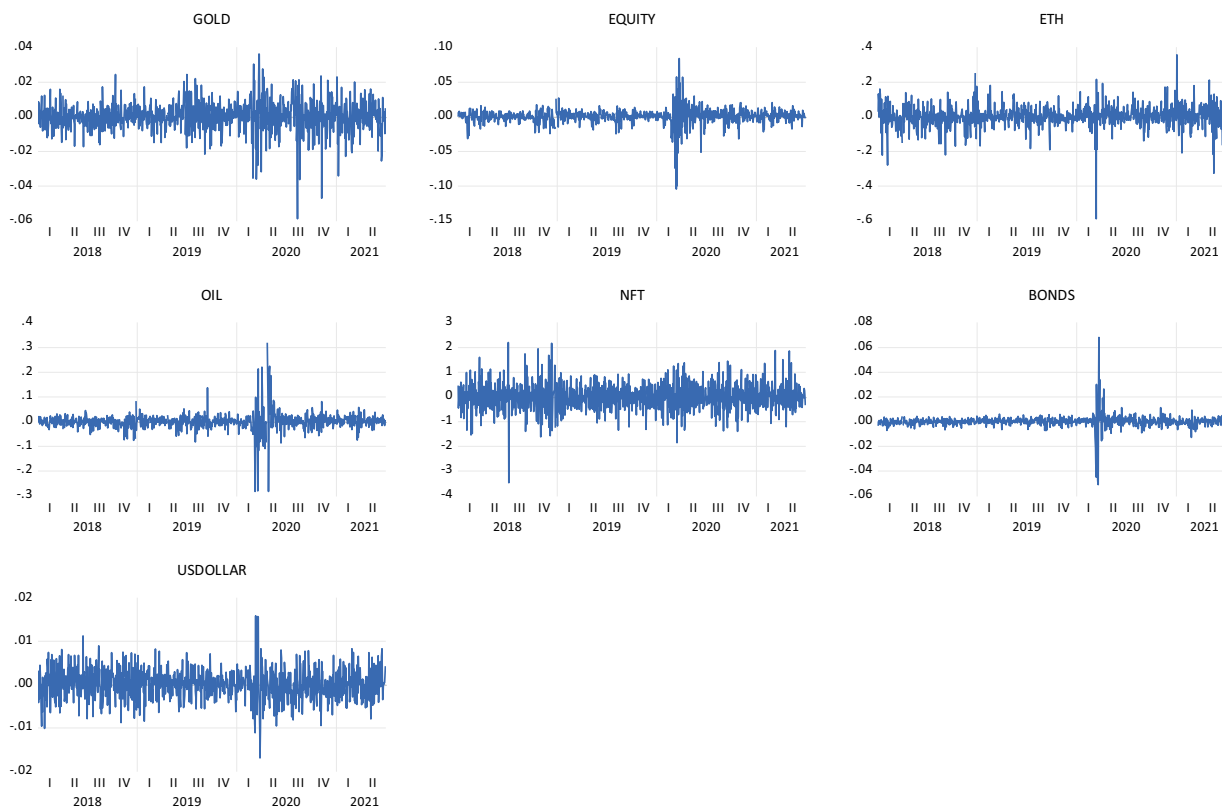 GOLD EQUITY ETH
.04
.02
.00
-.02
-.04
-.06
I II III IV I II III IV I II III IV I II
2018 2019 2020 2021
.10
.05
.00
-.05
-.10
-.15
I II III IV I II III IV I II III IV I II
2018 2019 2020 2021
.4
.2
.0
-.2
-.4
-.6
I II III IV I II III IV I II III IV I II
2018 2019 2020 2021
OIL NFT BONDS
.4
.3
.2
.1
.0
-.1
-.2
-.3
I II III IV I II III IV I II III IV I II
2018 2019 2020 2021
3
2
1
0
-1
-2
-3
-4
I II III IV I II III IV I II III IV I II
2018 2019 2020 2021
.08
.06
.04
.02
.00
-.02
-.04
-.06
I II III IV I II III IV I II III IV I II
2018 2019 2020 2021
USDOLLAR
.02
.01
.00
-.01
-.02
I II III IV I II III IV I II III IV I II
2018 2019 2020 2021